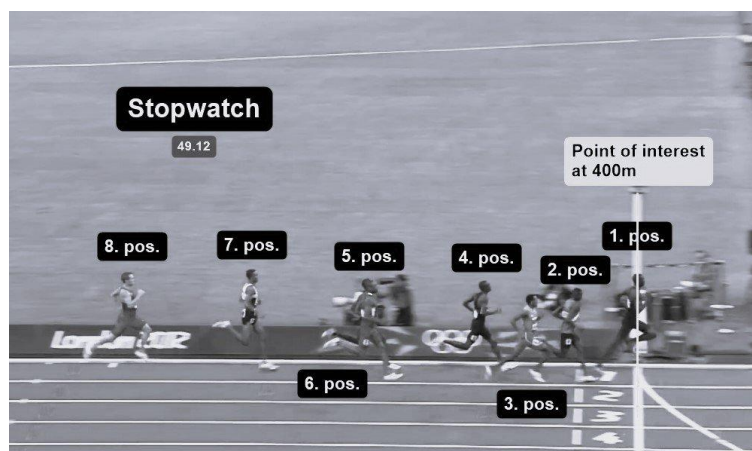 Stopwatch
49.12
Point of interest
at 400m
8. pos.
7. pos.
5. pos.
4. pos.
2. pos.
1. pos.
6. pos.
3. pos.
London 2012
1
2
3
4